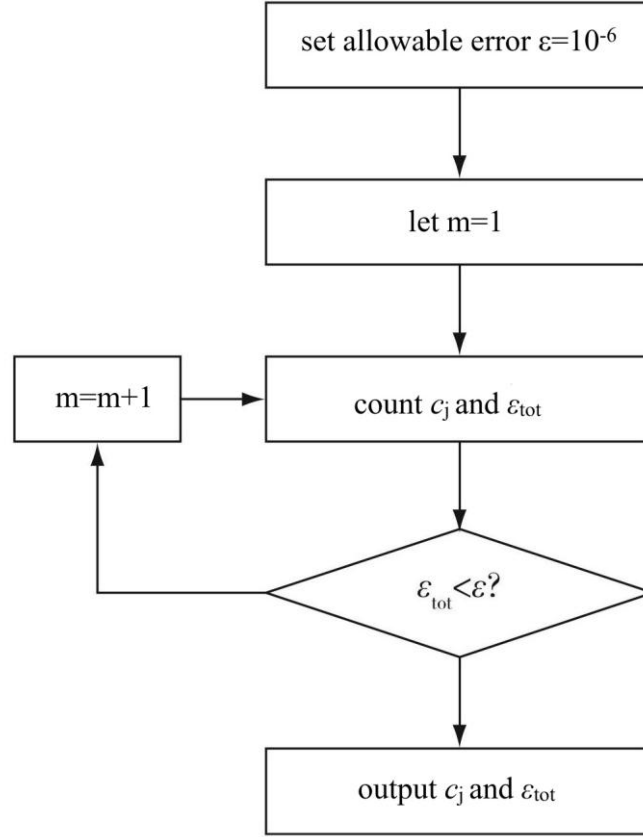 set allowable error ε=10⁻⁶
let m=1
m=m+1
count cⱼ and εtot
εtot<ε?
output cⱼ and εtot